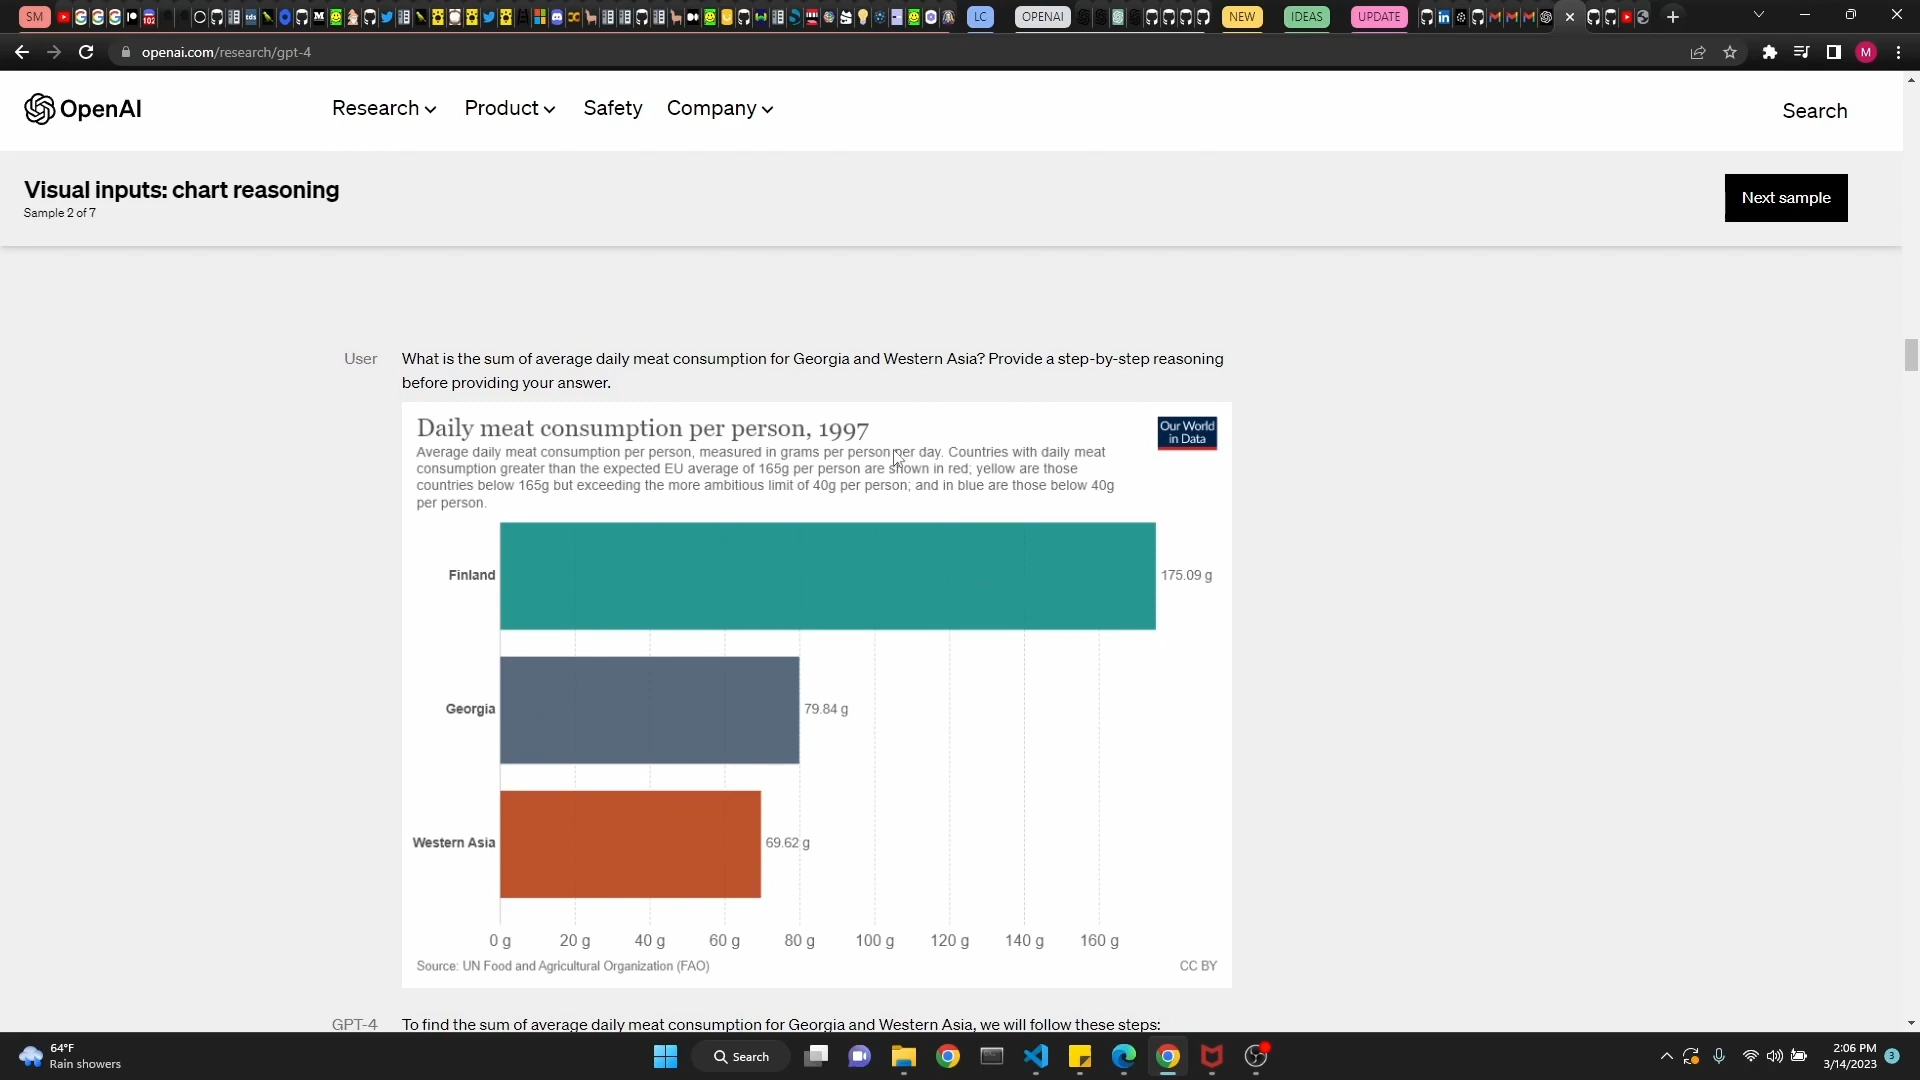 SM
LC
OPENAI
NEW
IDEAS
UPDATE
openai.com/research/gpt-4
M
OpenAI
Research
Product
Safety
Company
Search
Visual inputs: chart reasoning
Sample 2 of 7
Next sample
User
What is the sum of average daily meat consumption for Georgia and Western Asia? Provide a step-by-step reasoning
before providing your answer.
Daily meat consumption per person, 1997
Our World
in Data
Average daily meat consumption per person, measured in grams per person per day. Countries with daily meat
consumption greater than the expected EU average of 165g per person are shown in red; yellow are those
countries below 165g but exceeding the more ambitious limit of 40g per person; and in blue are those below 40g
per person.
Finland
175.09 g
Georgia
79.84 g
Western Asia
69.62 g
0 g 20 g 40 g 60 g 80 g 100 g 120 g 140 g 160 g
Source: UN Food and Agricultural Organization (FAO)
CC BY
GPT-4
To find the sum of average daily meat consumption for Georgia and Western Asia, we will follow these steps:
64°F
Rain showers
Search
2:06 PM
3/14/2023
3